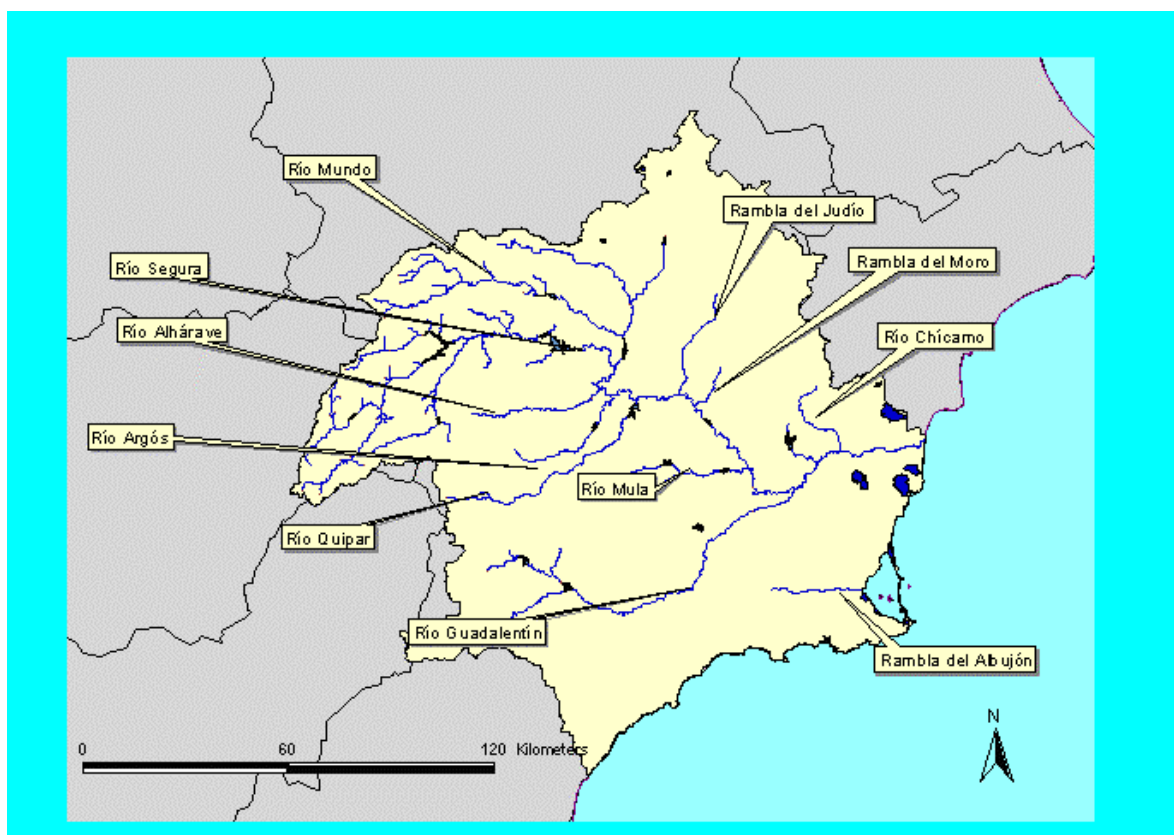 Río Mundo
Rambla del Judío
Río Segura
Rambla del Moro
Río Alhárave
Río Chícamo
Río Argós
Río Mula
Río Quipar
Río Guadalentín
Rambla del Albujón
N
0 60 120 Kilometers